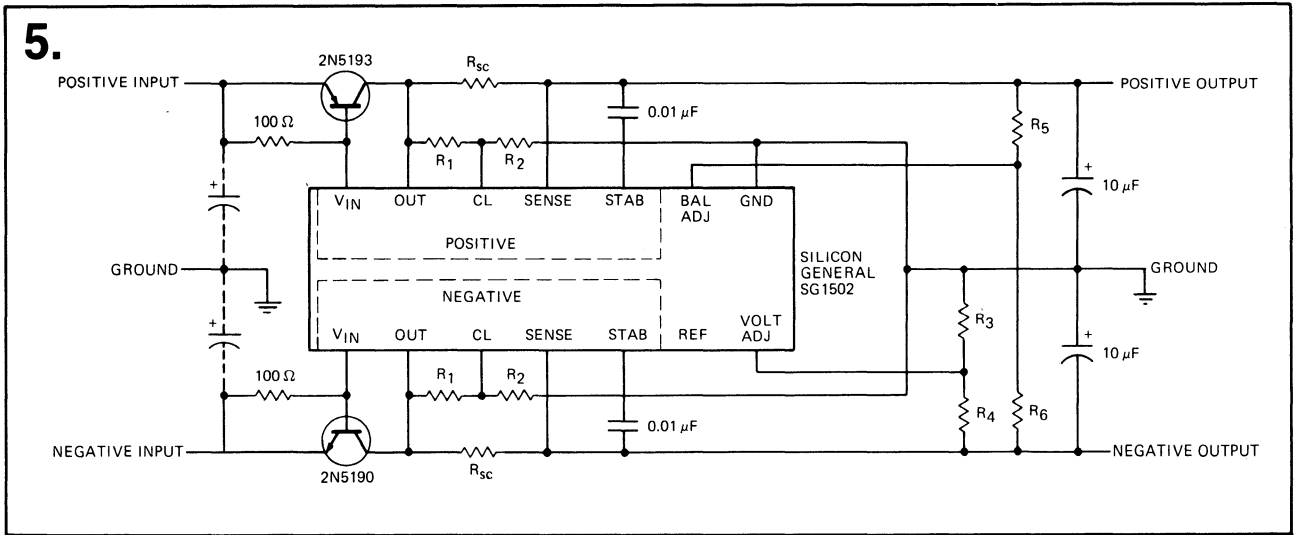 5.
2N5193
Rsc
POSITIVE INPUT
POSITIVE OUTPUT
0.01 µF
R5
100 Ω
R1
R2
+
+
10 µF
VIN
OUT
CL
SENSE
STAB
BAL
ADJ
GND
POSITIVE
GROUND
SILICON
GENERAL
SG1502
GROUND
NEGATIVE
VIN
OUT
CL
SENSE
STAB
REF
VOLT
ADJ
R3
+
+
10 µF
100 Ω
R1
R2
0.01 µF
R4
R6
NEGATIVE INPUT
NEGATIVE OUTPUT
2N5190
Rsc